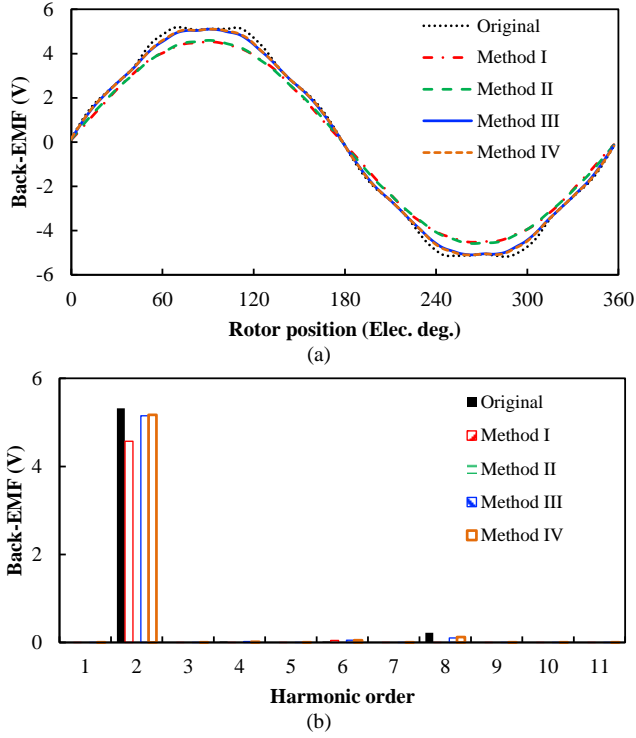 6
4
2
0
-2
-4
-6
Back-EMF (V)
Original
Method I
Method II
Method III
Method IV
0 60 120 180 240 300 360
Rotor position (Elec. deg.)
(a)
6
4
2
0
Back-EMF (V)
Original
Method I
Method II
Method III
Method IV
1 2 3 4 5 6 7 8 9 10 11
Harmonic order
(b)